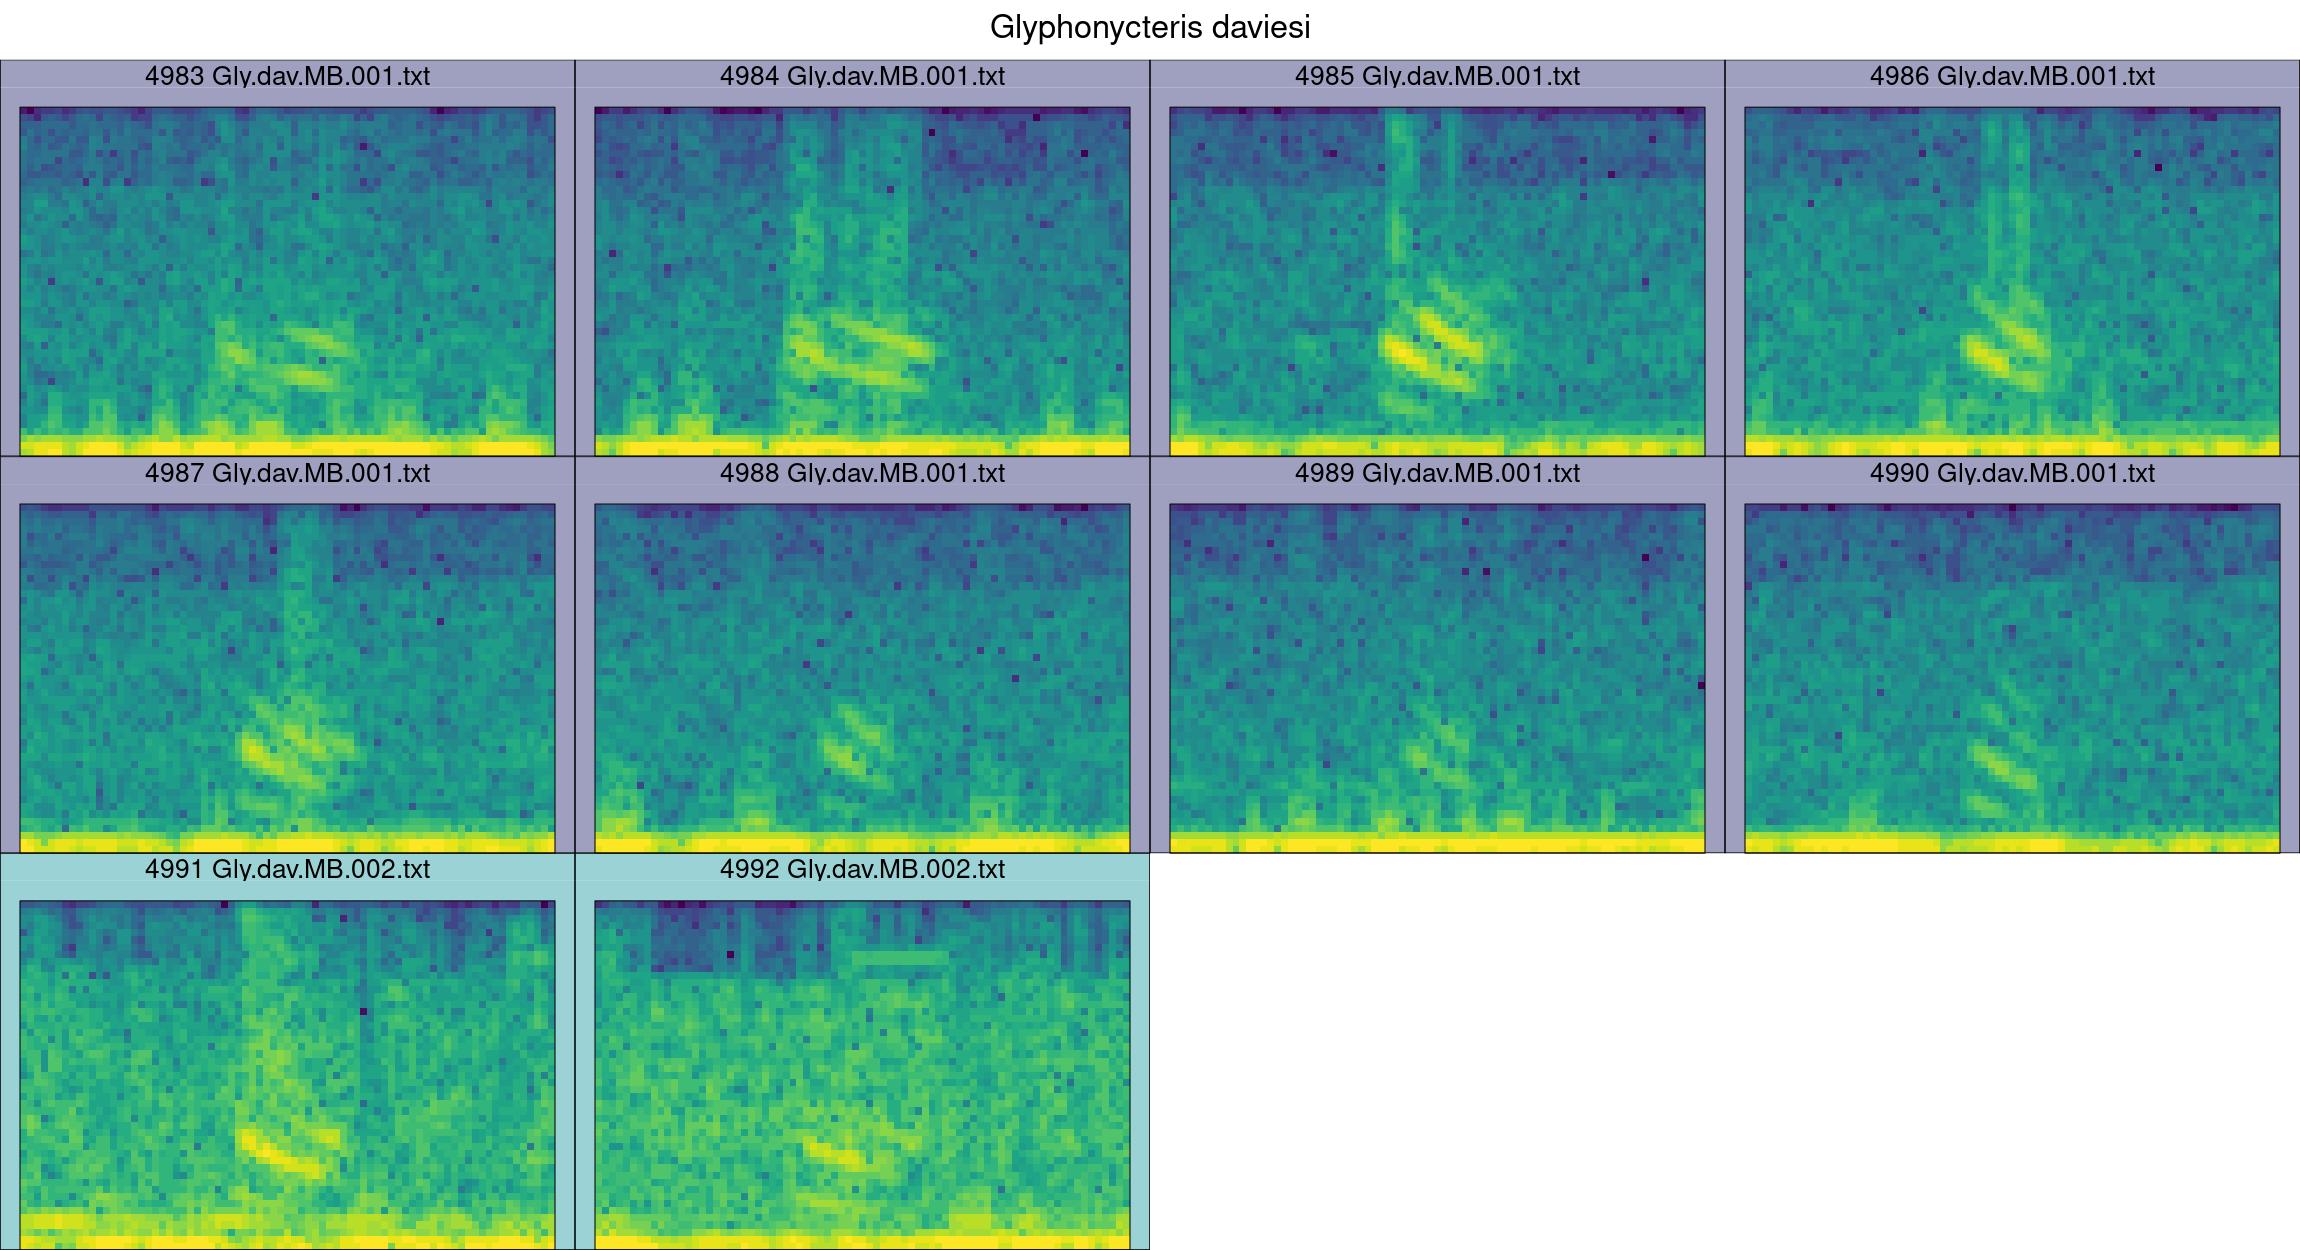 Glyphonycteris daviesi
4983 Gly.dav.MB.001.txt
4984 Gly.dav.MB.001.txt
4985 Gly.dav.MB.001.txt
4986 Gly.dav.MB.001.txt
4987 Gly.dav.MB.001.txt
4988 Gly.dav.MB.001.txt
4989 Gly.dav.MB.001.txt
4990 Gly.dav.MB.001.txt
4991 Gly.dav.MB.002.txt
4992 Gly.dav.MB.002.txt